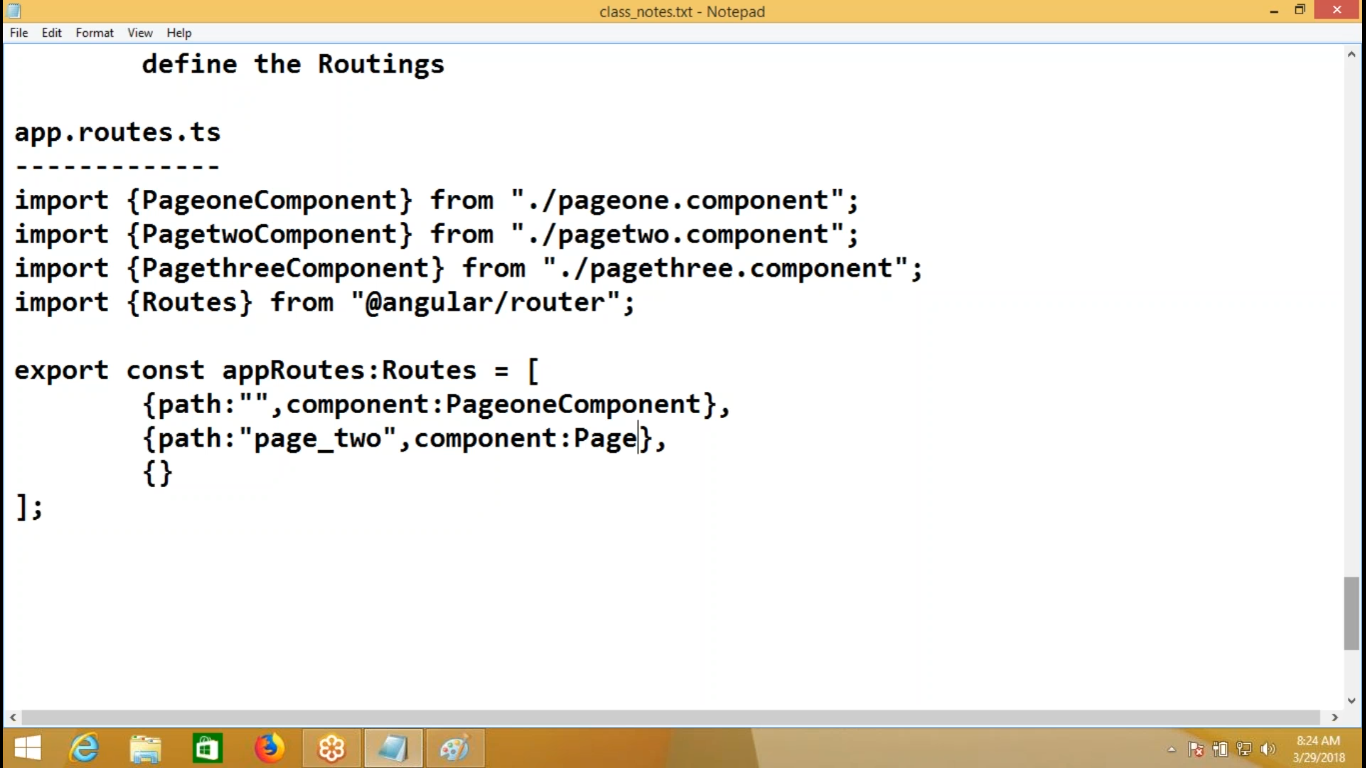 class_notes.txt - Notepad
File Edit Format View Help
define the Routings
app.routes.ts
-------------
import {PageoneComponent} from "./pageone.component";
import {PagetwoComponent} from "./pagetwo.component";
import {PagethreeComponent} from "./pagethree.component";
import {Routes} from "@angular/router";
export const appRoutes:Routes = [
{path:"",component:PageoneComponent},
{path:"page_two",component:Page},
{}
];
8:24 AM
3/29/2018